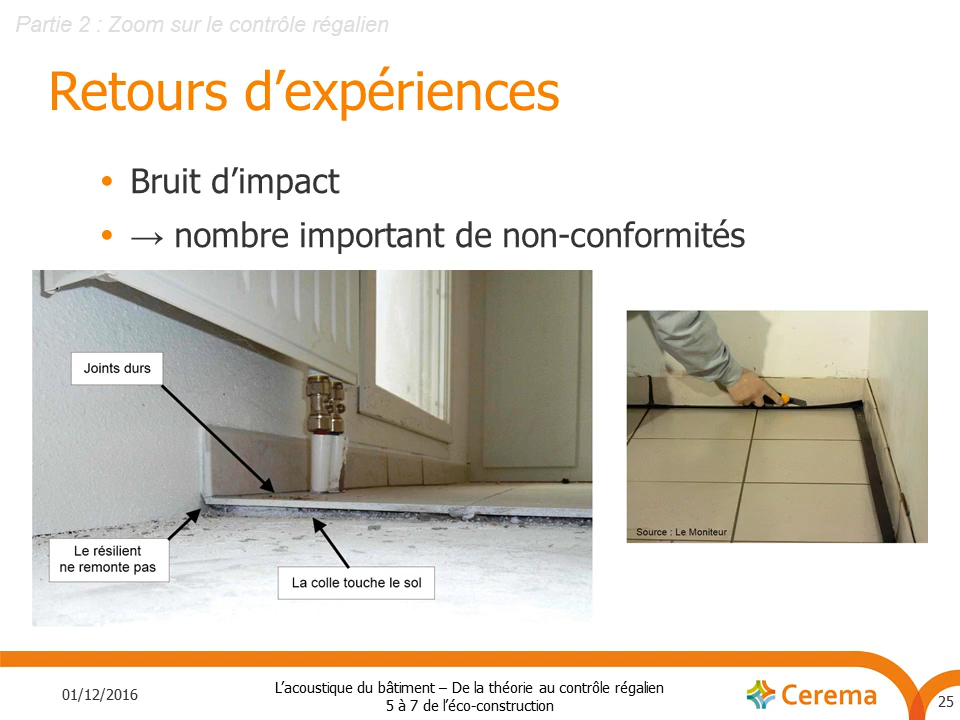 Partie 2 : Zoom sur le contrôle régalien
Retours d’expériences
• Bruit d’impact
• → nombre important de non-conformités
Joints durs
Le résilient
ne remonte pas
La colle touche le sol
Source : Le Moniteur
01/12/2016
L’acoustique du bâtiment – De la théorie au contrôle régalien
5 à 7 de l’éco-construction
Cerema
25